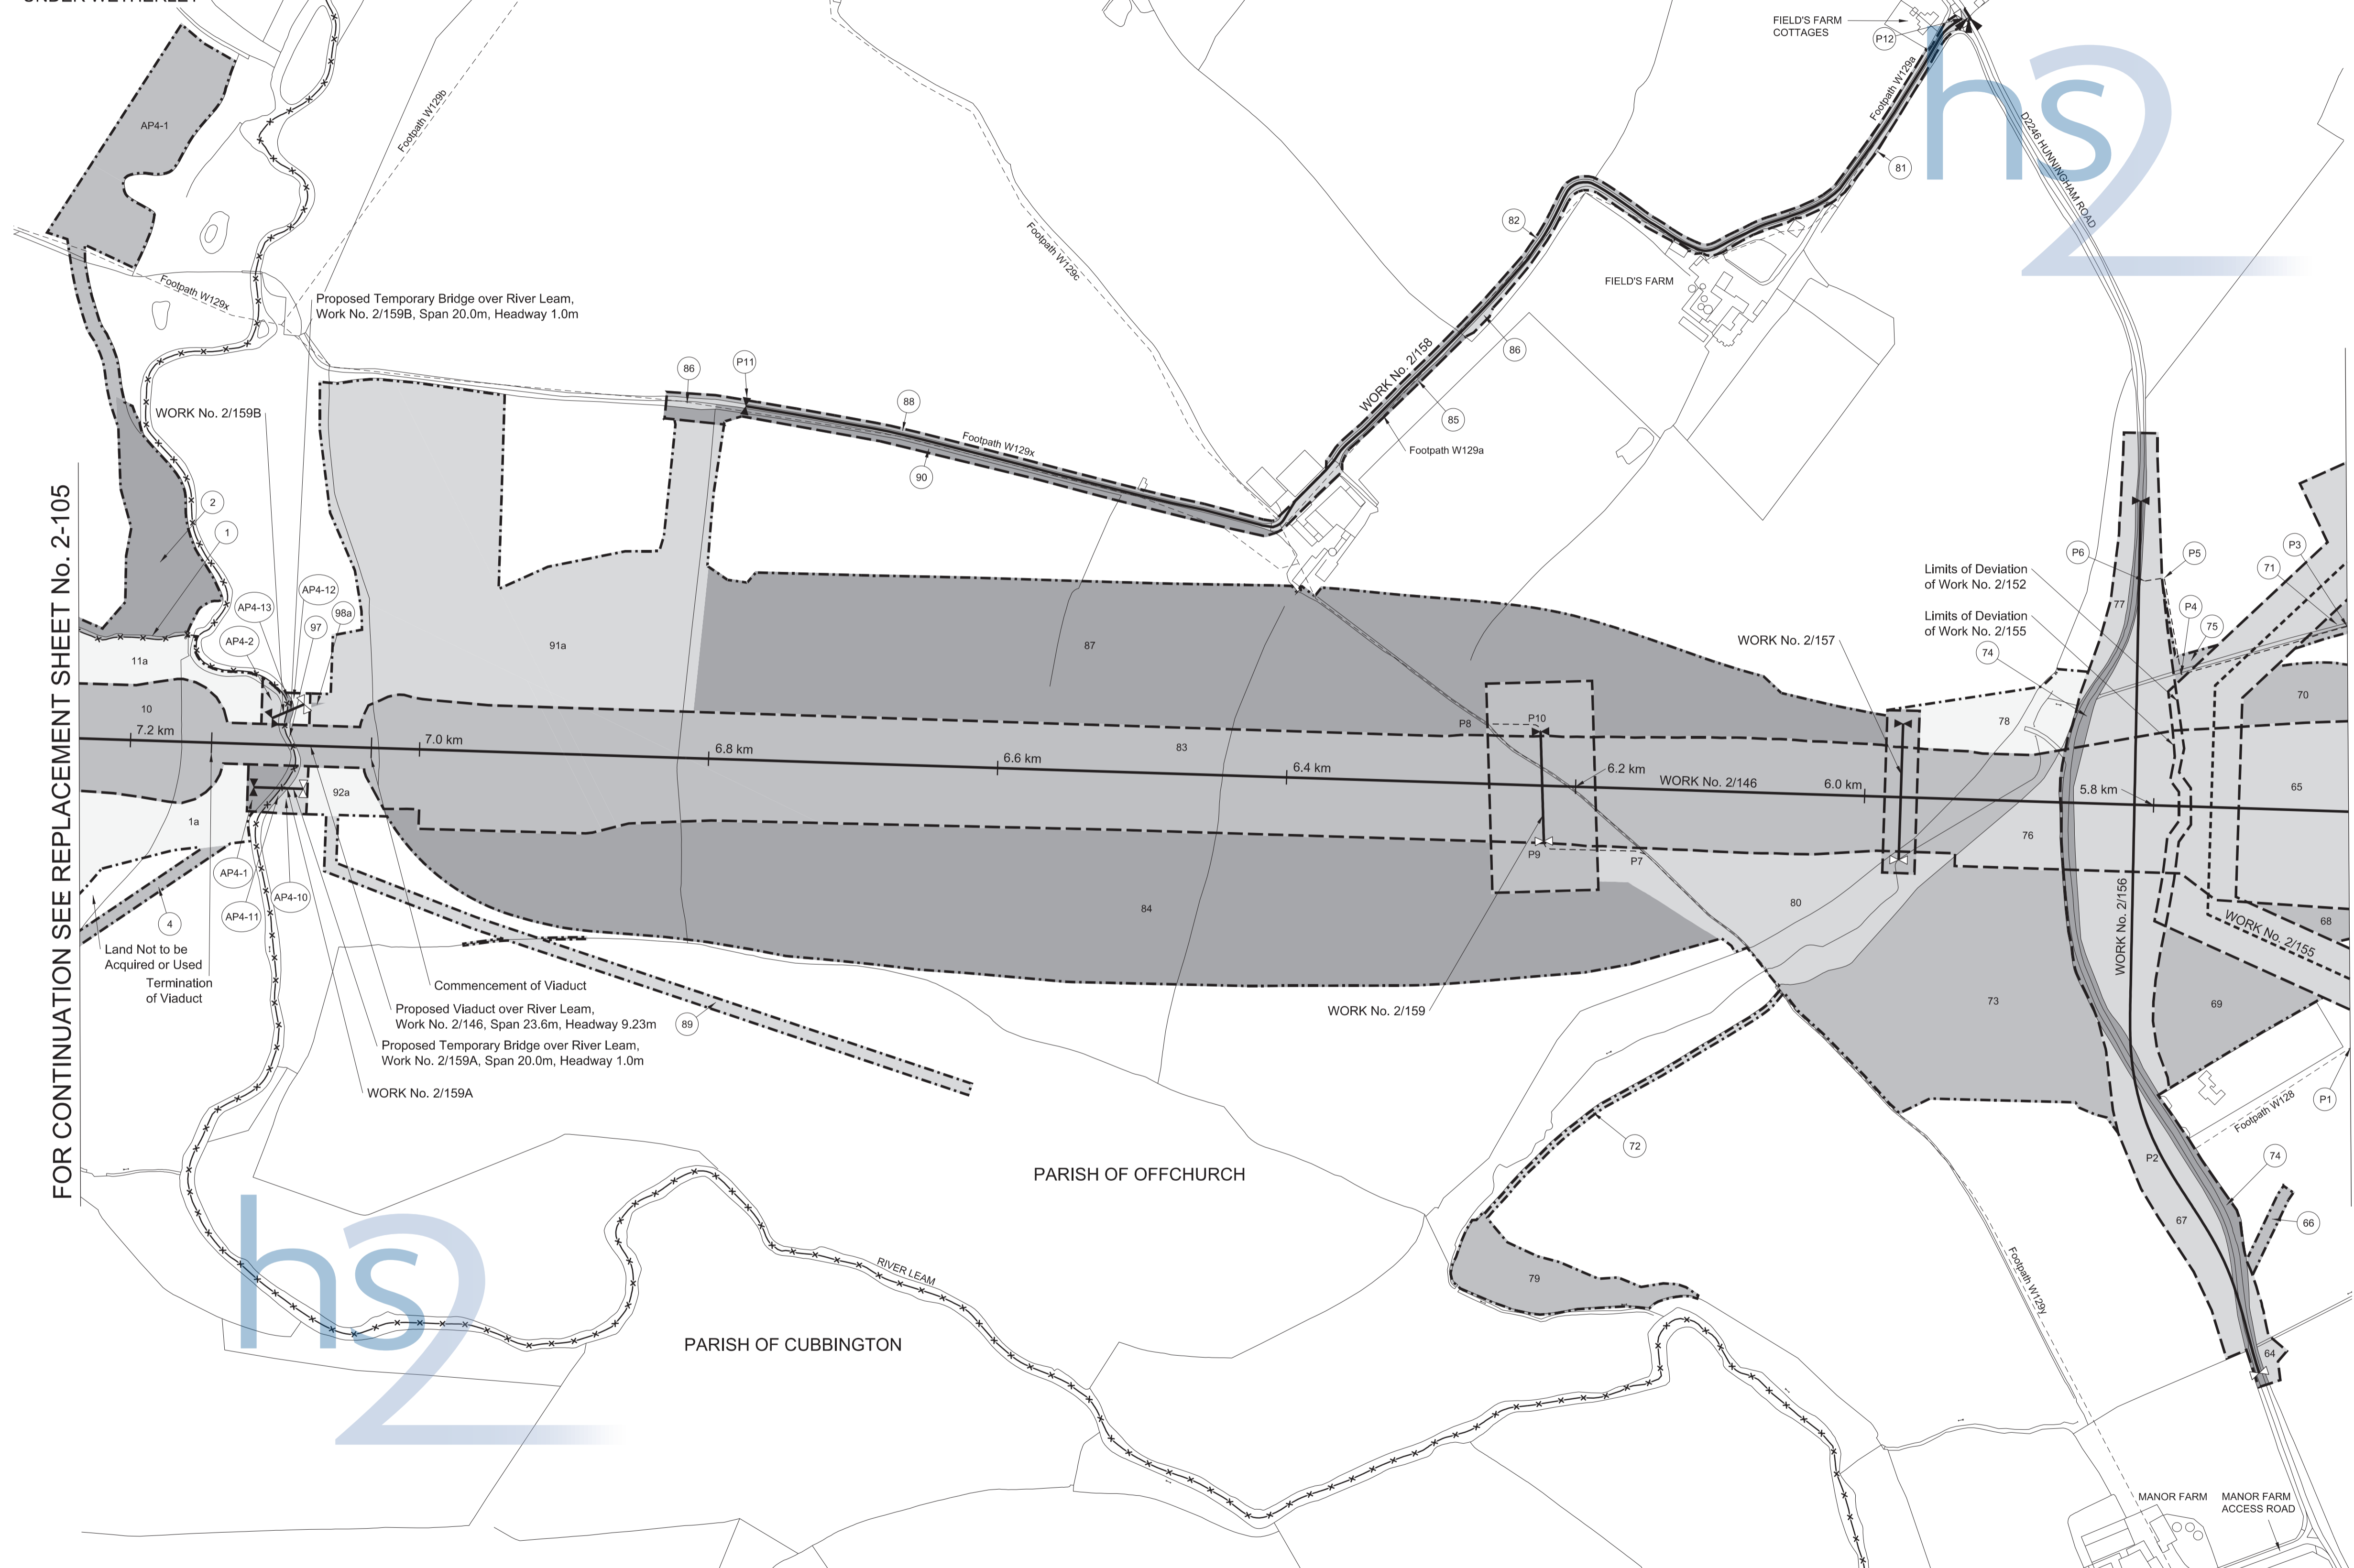 UNDER WETHERLEY
FIELD'S FARM
COTTAGES
P12
Footpath W129a
81
D2246 HUNNINGHAM ROAD
hs2
AP4-1
Footpath W129b
Footpath W129x
Footpath W129c
82
FIELD'S FARM
Proposed Temporary Bridge over River Leam,
Work No. 2/159B, Span 20.0m, Headway 1.0m
WORK No. 2/158
86
86
P11
88
85
WORK No. 2/159B
Footpath W129x
Footpath W129a
90
FOR CONTINUATION SEE REPLACEMENT SHEET No. 2-105
2
1
P6
P5
P3
71
Limits of Deviation
of Work No. 2/152
AP4-12
AP4-13
98a
97
AP4-2
77
P4
75
Limits of Deviation
of Work No. 2/155
74
WORK No. 2/157
11a
91a
87
10
7.2 km
7.0 km
6.8 km
6.6 km
6.4 km
6.2 km
6.0 km
5.8 km
83
P8
P10
WORK No. 2/146
78
70
65
92a
1a
76
P9
P7
AP4-1
AP4-10
AP4-11
4
84
80
WORK No. 2/156
68
WORK No. 2/155
Land Not to be
Acquired or Used
Termination
of Viaduct
Commencement of Viaduct
Proposed Viaduct over River Leam,
Work No. 2/146, Span 23.6m, Headway 9.23m
89
WORK No. 2/159
73
69
Proposed Temporary Bridge over River Leam,
Work No. 2/159A, Span 20.0m, Headway 1.0m
WORK No. 2/159A
P1
Footpath W128
72
PARISH OF OFFCHURCH
P2
74
67
66
hs2
RIVER LEAM
79
Footpath W129y
PARISH OF CUBBINGTON
64
MANOR FARM
MANOR FARM
ACCESS ROAD